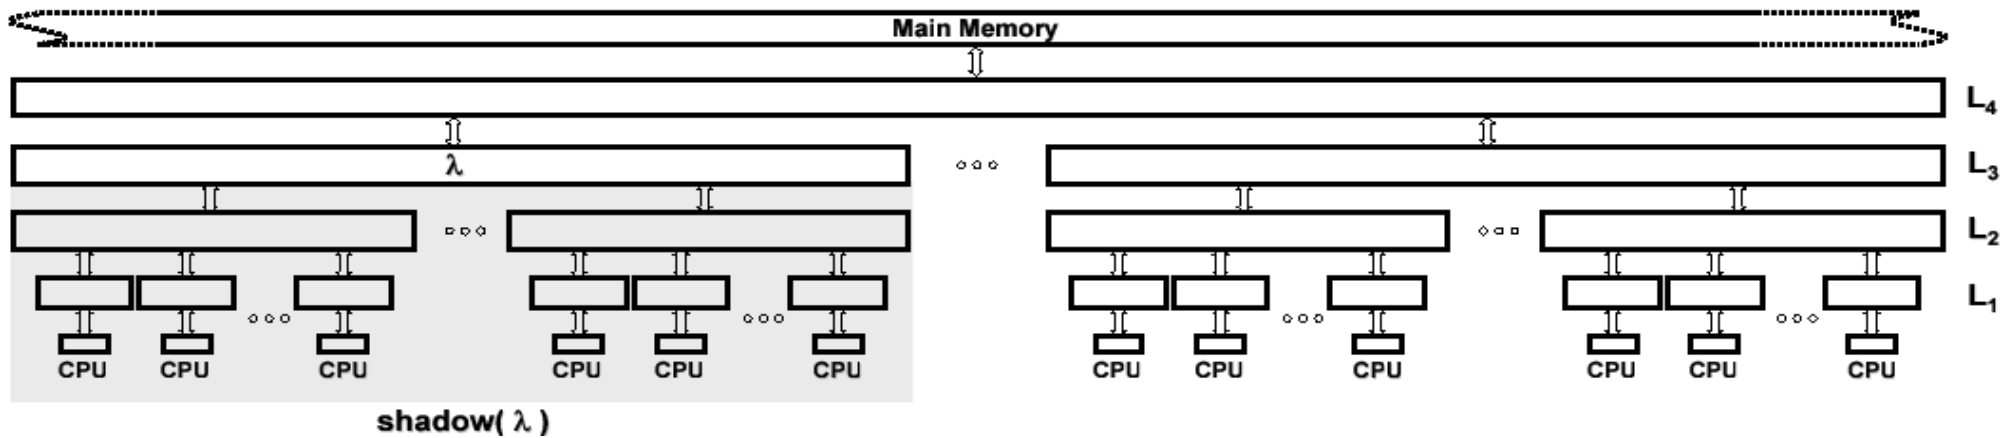 Main Memory
L4
λ L3
L2
L1
CPU CPU CPU CPU CPU CPU CPU CPU CPU CPU CPU CPU
shadow( λ )